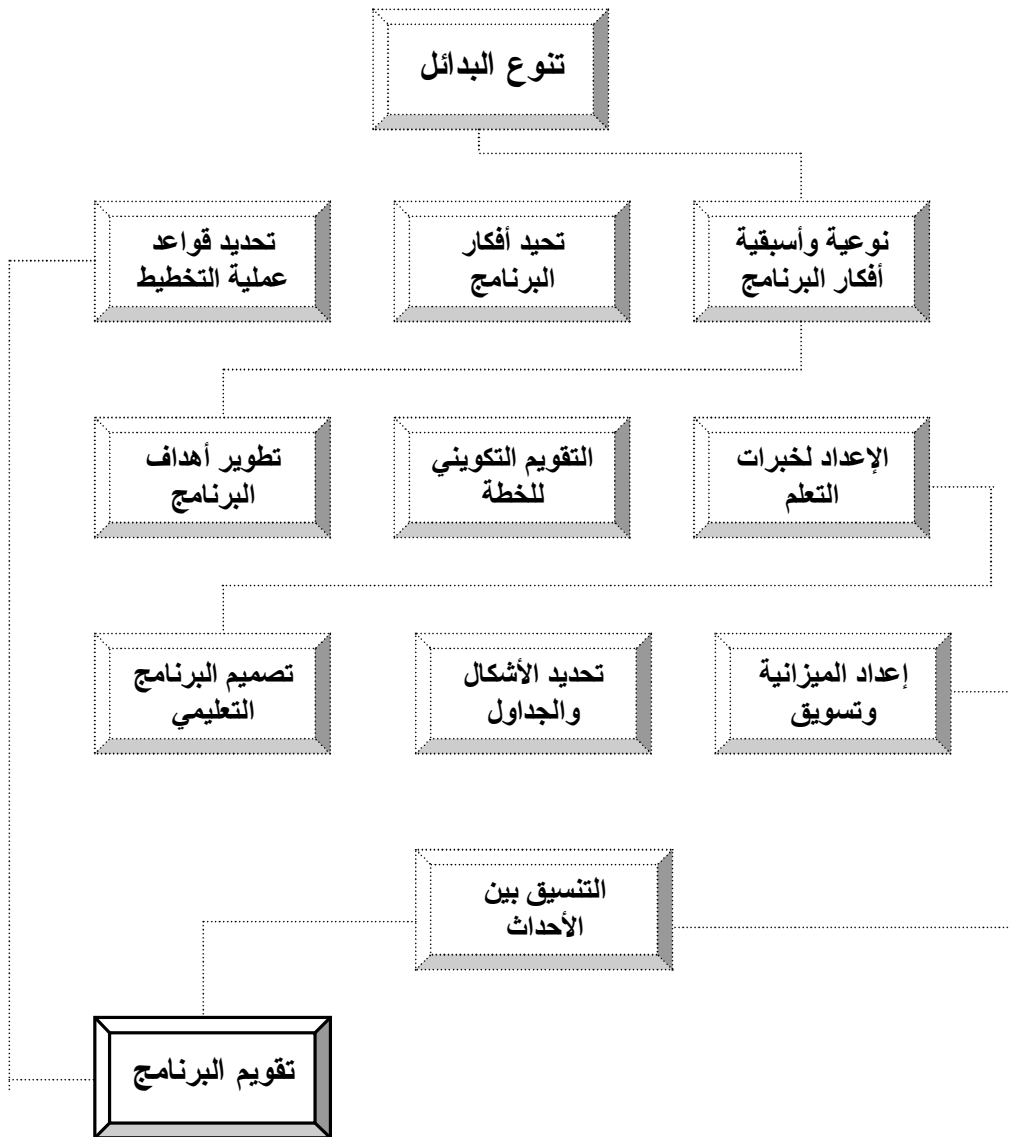 تنوع البدائل
نوعية وأسبقية
أفكار البرنامج
تحيد أفكار
البرنامج
تحديد قواعد
عملية التخطيط
الإعداد لخبرات
التعلم
التقويم التكويني
للخطة
تطوير أهداف
البرنامج
إعداد الميزانية
وتسويق
تحديد الأشكال
والجداول
تصميم البرنامج
التعليمي
التنسيق بين
الأحداث
تقويم البرنامج